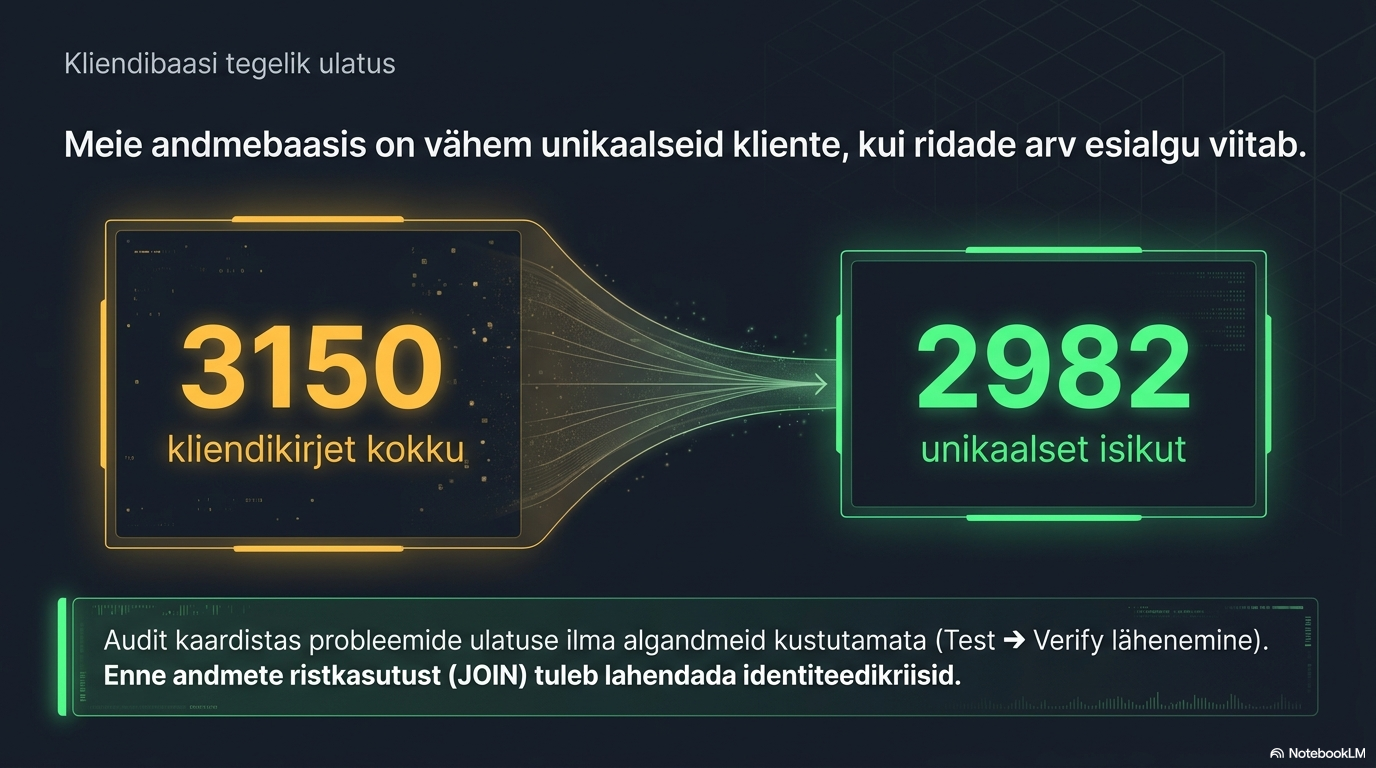 Kliendibaasi tegelik ulatus
Meie andmebaasis on vähem unikaalseid kliente, kui ridade arv esialgu viitab.
3150
kliendikirjet kokku
2982
unikaalset isikut
Audit kaardistas probleemide ulatuse ilma algandmeid kustutamata (Test ➔ Verify lähenemine).
Enne andmete ristkasutust (JOIN) tuleb lahendada identiteedikriisid.
NotebookLM